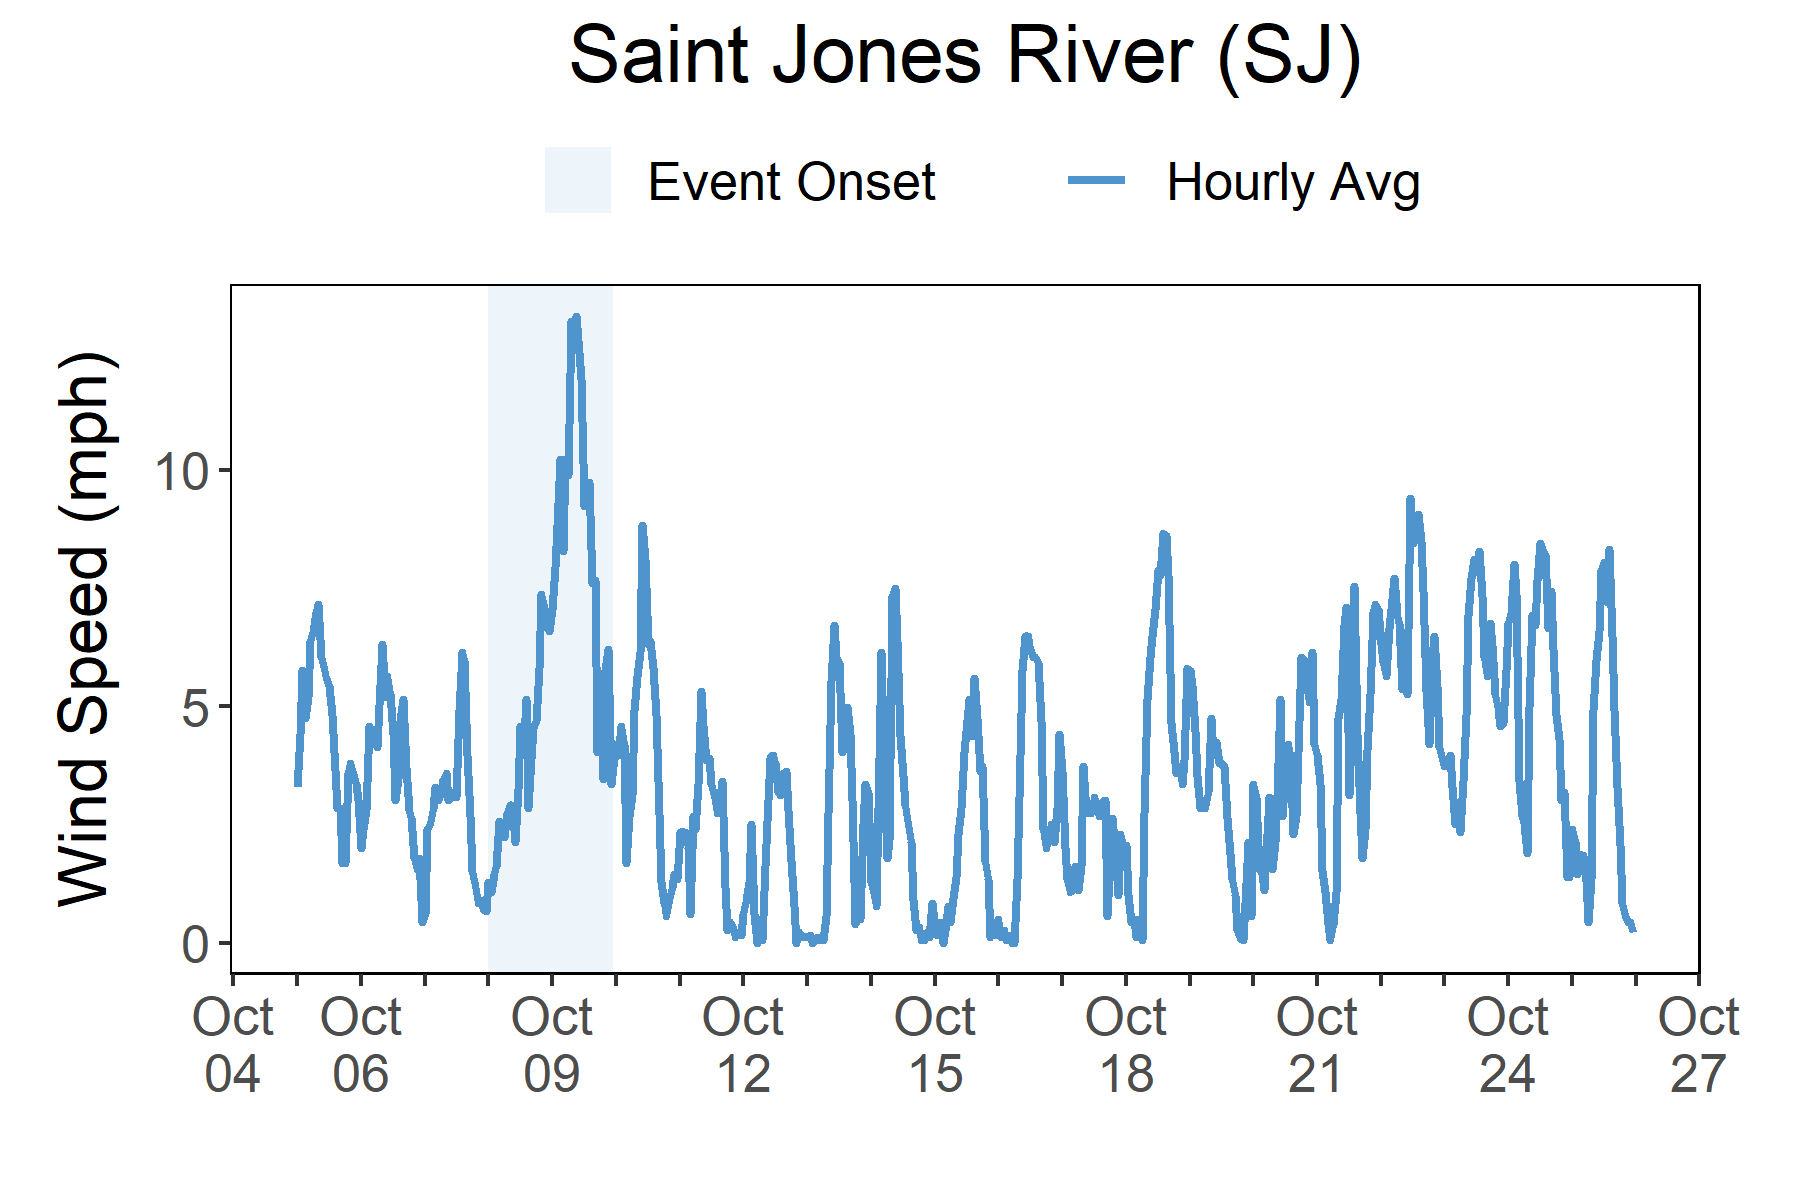 Saint Jones River (SJ)
Event Onset
Hourly Avg
Wind Speed (mph)
10
5
0
Oct 04
Oct 06
Oct 09
Oct 12
Oct 15
Oct 18
Oct 21
Oct 24
Oct 27